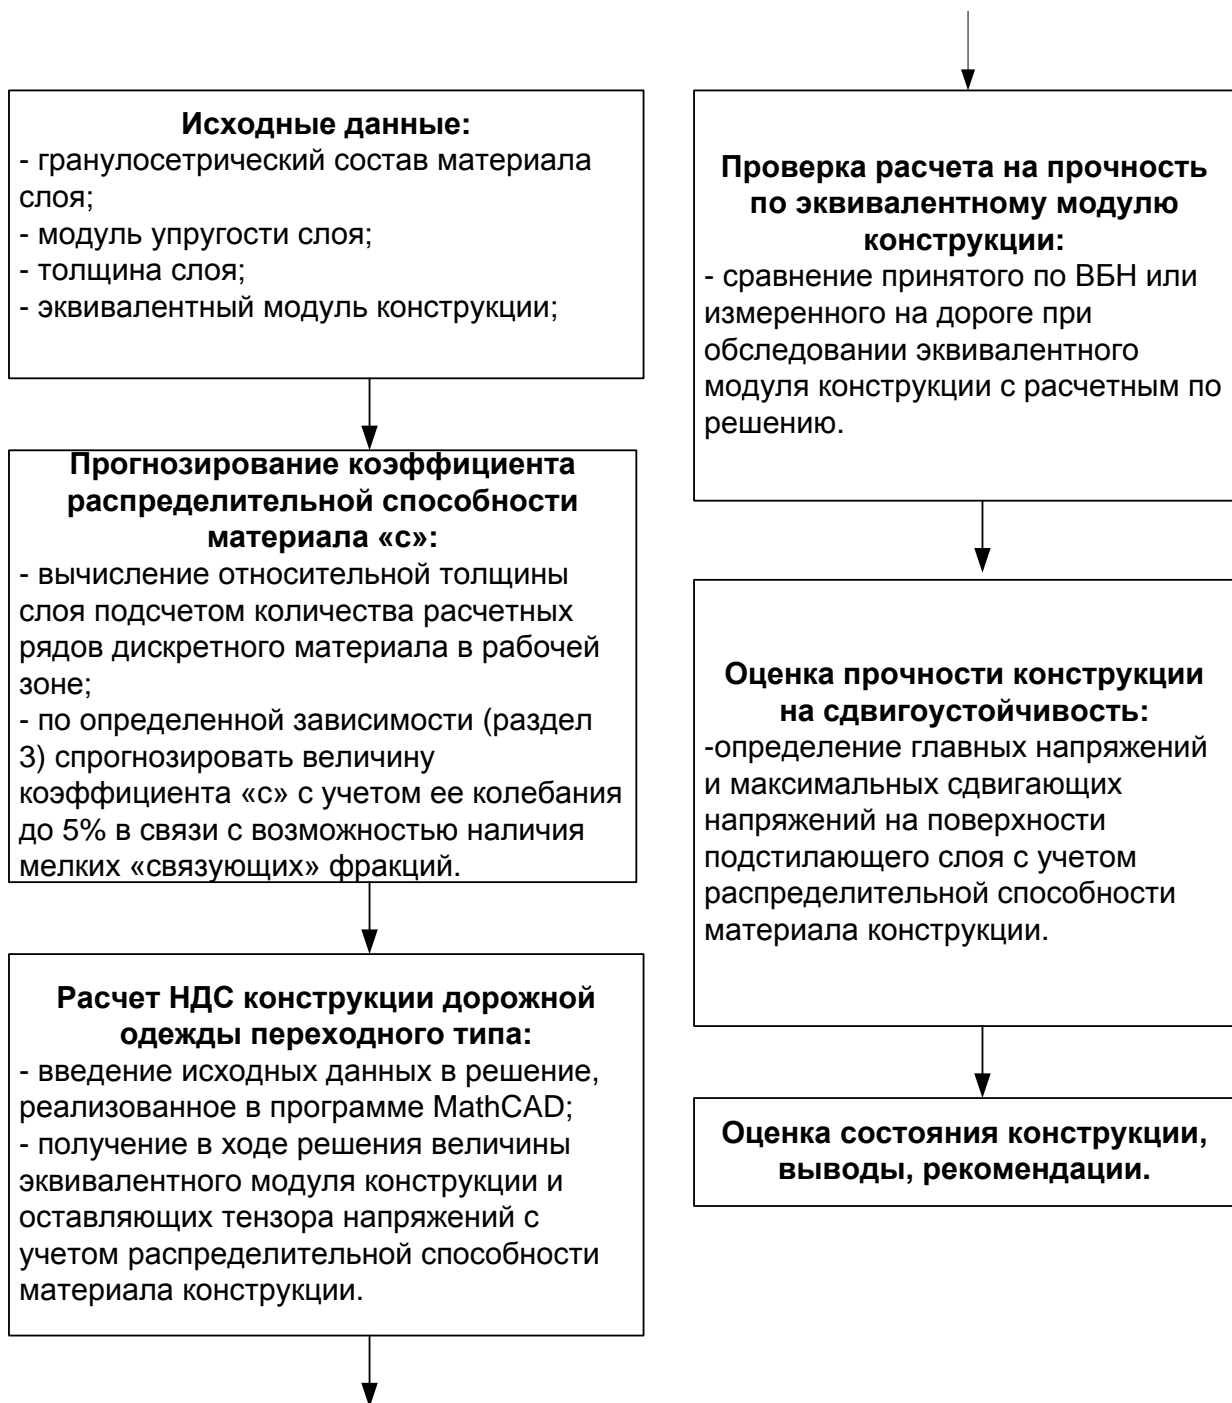 Исходные данные:
- гранулосетрический состав материала
слоя;
- модуль упругости слоя;
- толщина слоя;
- эквивалентный модуль конструкции;
Прогнозирование коэффициента
распределительной способности
материала «с»:
- вычисление относительной толщины
слоя подсчетом количества расчетных
рядов дискретного материала в рабочей
зоне;
- по определенной зависимости (раздел
3) спрогнозировать величину
коэффициента «с» с учетом ее колебания
до 5% в связи с возможностью наличия
мелких «связующих» фракций.
Расчет НДС конструкции дорожной
одежды переходного типа:
- введение исходных данных в решение,
реализованное в программе MathCAD;
- получение в ходе решения величины
эквивалентного модуля конструкции и
оставляющих тензора напряжений с
учетом распределительной способности
материала конструкции.
Проверка расчета на прочность
по эквивалентному модулю
конструкции:
- сравнение принятого по ВБН или
измеренного на дороге при
обследовании эквивалентного
модуля конструкции с расчетным по
решению.
Оценка прочности конструкции
на сдвигоустойчивость:
-определение главных напряжений
и максимальных сдвигающих
напряжений на поверхности
подстилающего слоя с учетом
распределительной способности
материала конструкции.
Оценка состояния конструкции,
выводы, рекомендации.